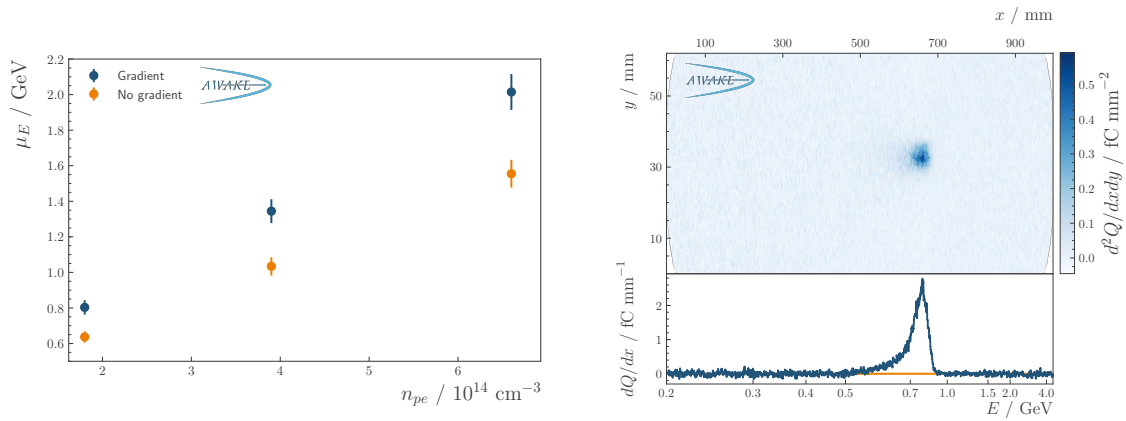 μ_E / GeV
2.2
2.0
1.8
1.6
1.4
1.2
1.0
0.8
0.6
Gradient
No gradient
AWAKE
2 3 4 5 6
n_{pe} / 10^{14} cm^{-3}
x / mm
100 300 500 700 900
y / mm
50
30
10
AWAKE
0.5
0.4
0.3
0.2
0.1
0.0
d^2Q/dxdy / fC mm^{-2}
dQ/dx / fC mm^{-1}
2
1
0
0.2 0.3 0.4 0.5 0.7 1.0 1.5 2.0 4.0
E / GeV